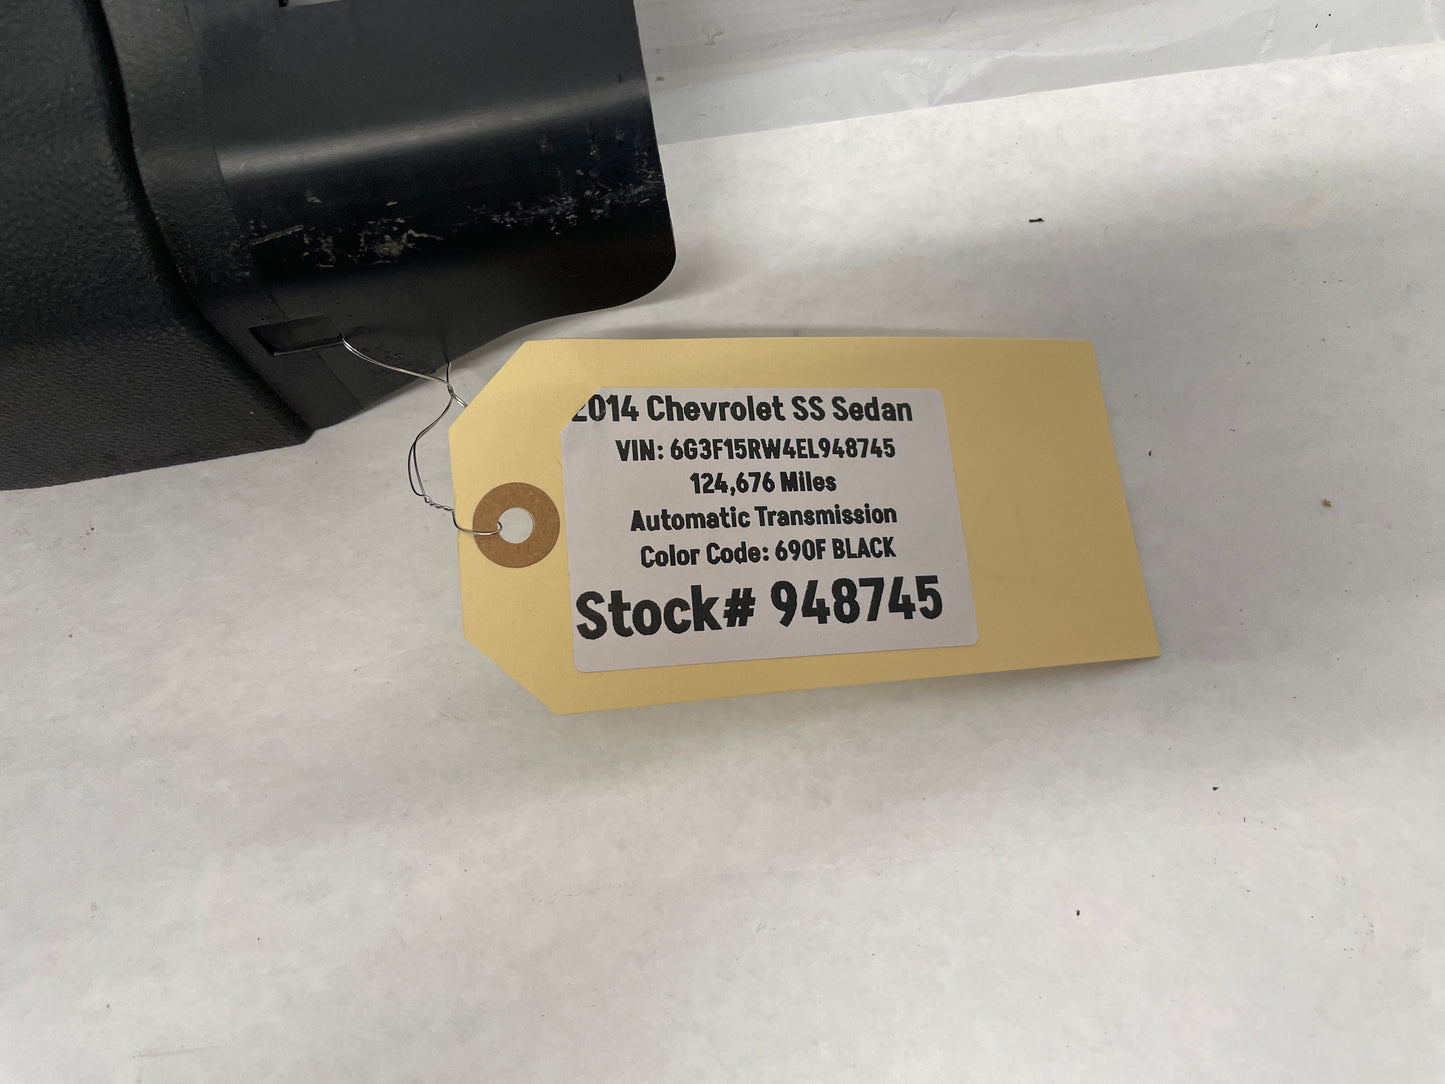 2014 Chevrolet SS Sedan
VIN: 6G3F15RW4EL948745
124,676 Miles
Automatic Transmission
Color Code: 690F BLACK
Stock# 948745